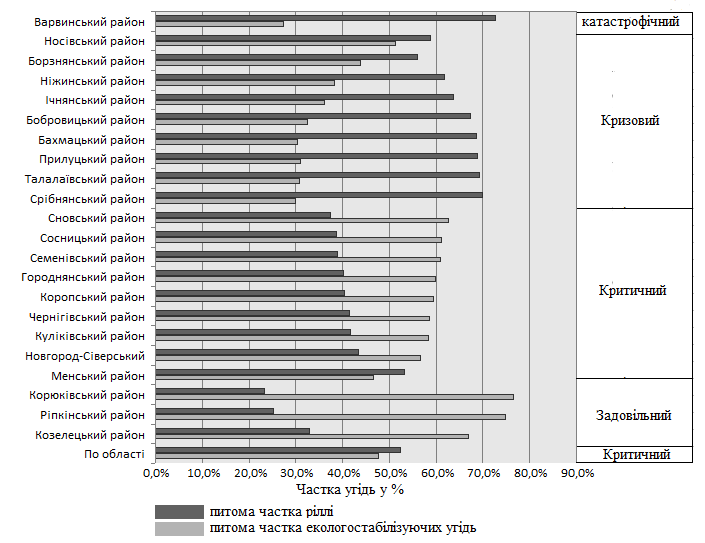 Варвинський район
Носівський район
Борзнянський район
Ніжинський район
Ічнянський район
Бобровицький район
Бахмацький район
Прилуцький район
Талалаївський район
Срібнянський район
Сновський район
Сосницький район
Семенівський район
Городнянський район
Коропський район
Чернігівський район
Куліківський район
Новгород-Сіверський
Менський район
Корюківський район
Ріпкінський район
Козелецький район
По області
катастрофічний
Кризовий
Критичний
Задовільний
Критичний
0,0% 10,0% 20,0% 30,0% 40,0% 50,0% 60,0% 70,0% 80,0% 90,0%
Частка угідь у %
питома частка ріллі
питома частка екологостабілізуючих угідь